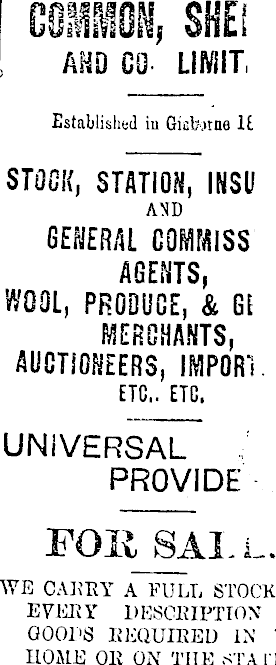 COMMON, SHE
AND CO. LIMIT
Established in Gisborne 18
STOCK, STATION, INSU
AND
GENERAL COMMISS
AGENTS,
WOOL, PRODUCE, & G
MERCHANTS,
AUCTIONEERS, IMPORT
ETC., ETC.
UNIVERSAL
PROVIDE
FOR SALE.
WE CARRY A FULL STOCK
EVERY DESCRIPTION
GOODS REQUIRED IN
HOME OR ON THE STAT